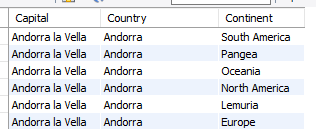 Capital Country Continent
Andorra la Vella Andorra South America
Andorra la Vella Andorra Pangea
Andorra la Vella Andorra Oceania
Andorra la Vella Andorra North America
Andorra la Vella Andorra Lemuria
Andorra la Vella Andorra Europe